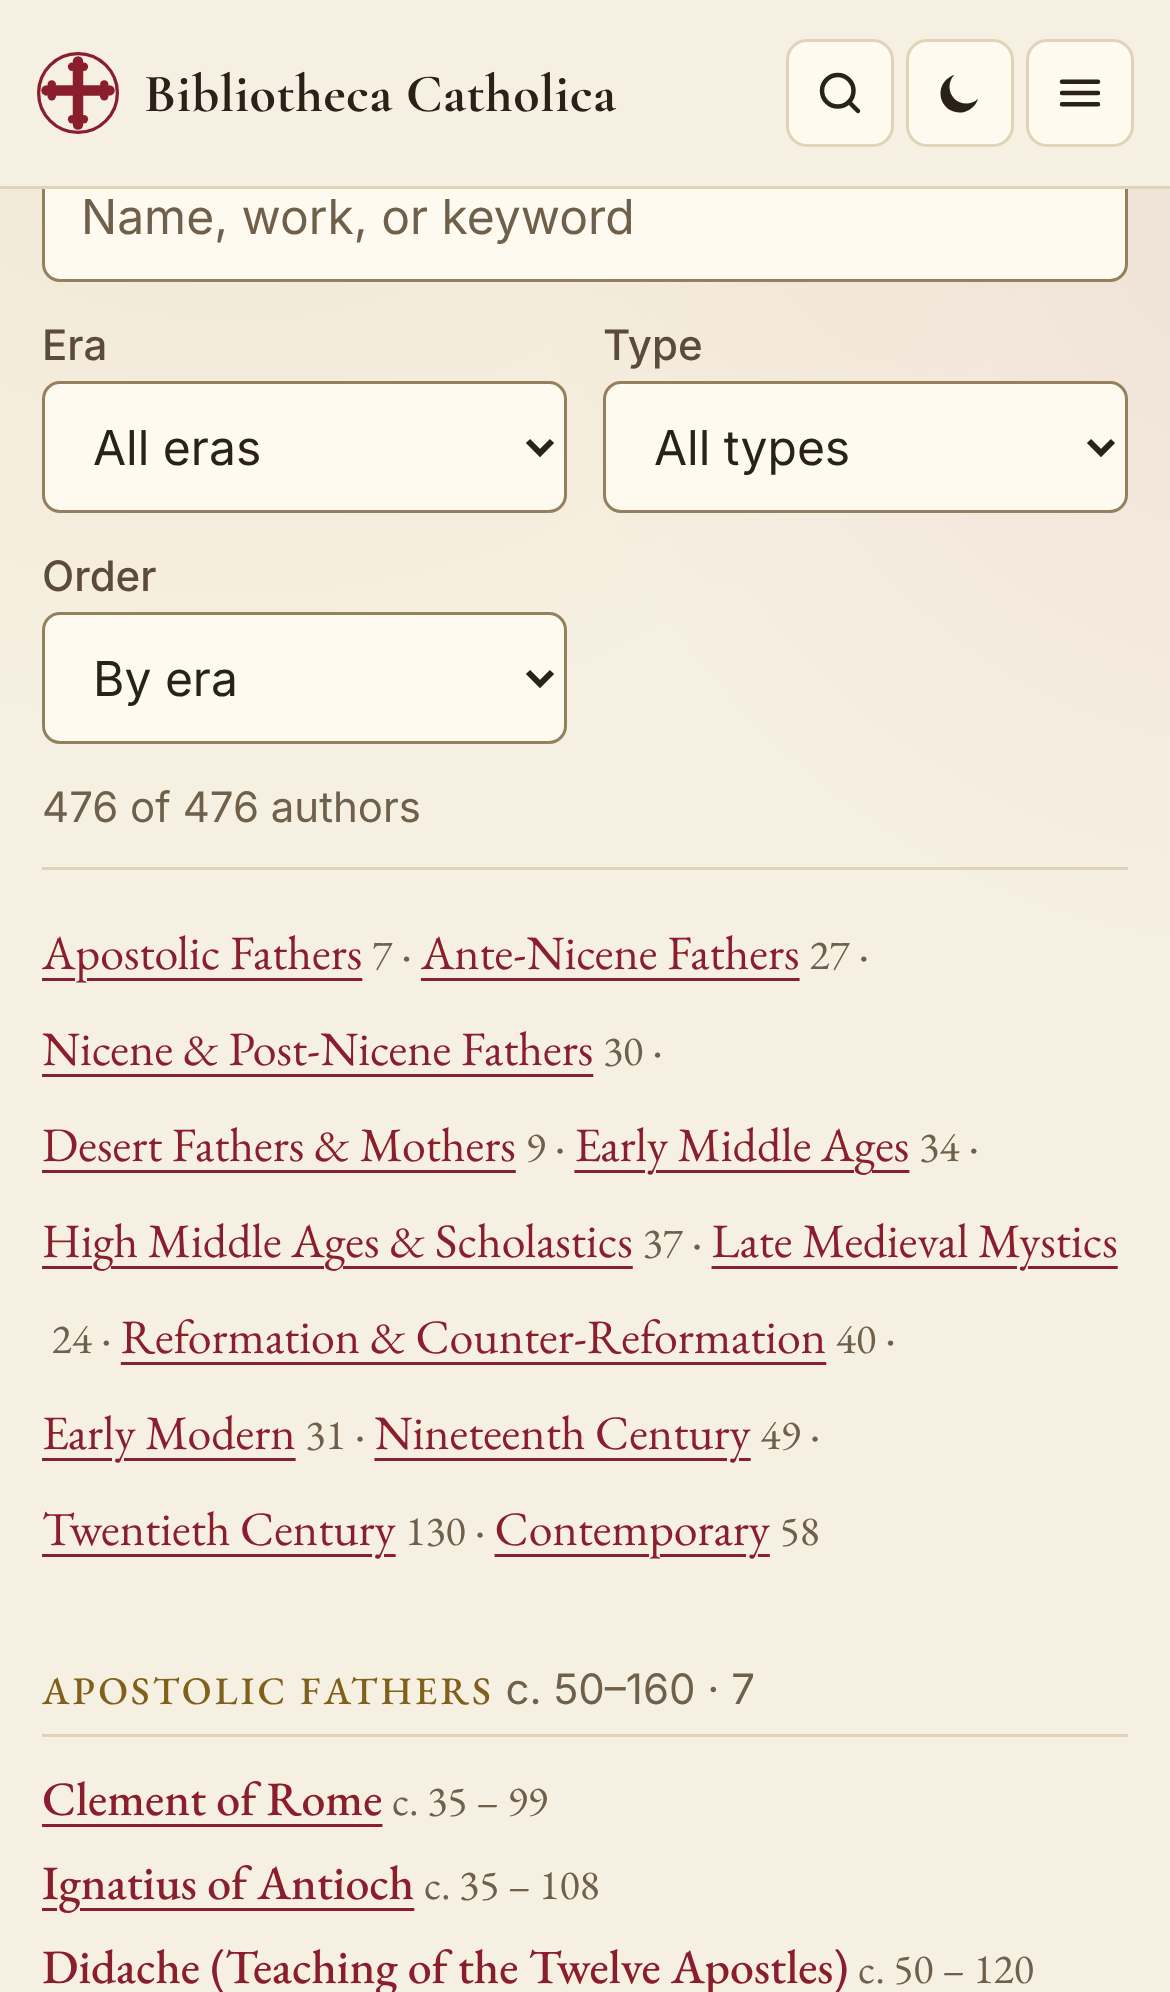 Bibliotheca Catholica
Name, work, or keyword
Era
Type
All eras
All types
Order
By era
476 of 476 authors
Apostolic Fathers 7 · Ante-Nicene Fathers 27 ·
Nicene & Post-Nicene Fathers 30 ·
Desert Fathers & Mothers 9 · Early Middle Ages 34 ·
High Middle Ages & Scholastics 37 · Late Medieval Mystics
24 · Reformation & Counter-Reformation 40 ·
Early Modern 31 · Nineteenth Century 49 ·
Twentieth Century 130 · Contemporary 58
APOSTOLIC FATHERS c. 50–160 · 7
Clement of Rome c. 35 – 99
Ignatius of Antioch c. 35 – 108
Didache (Teaching of the Twelve Apostles) c. 50 – 120